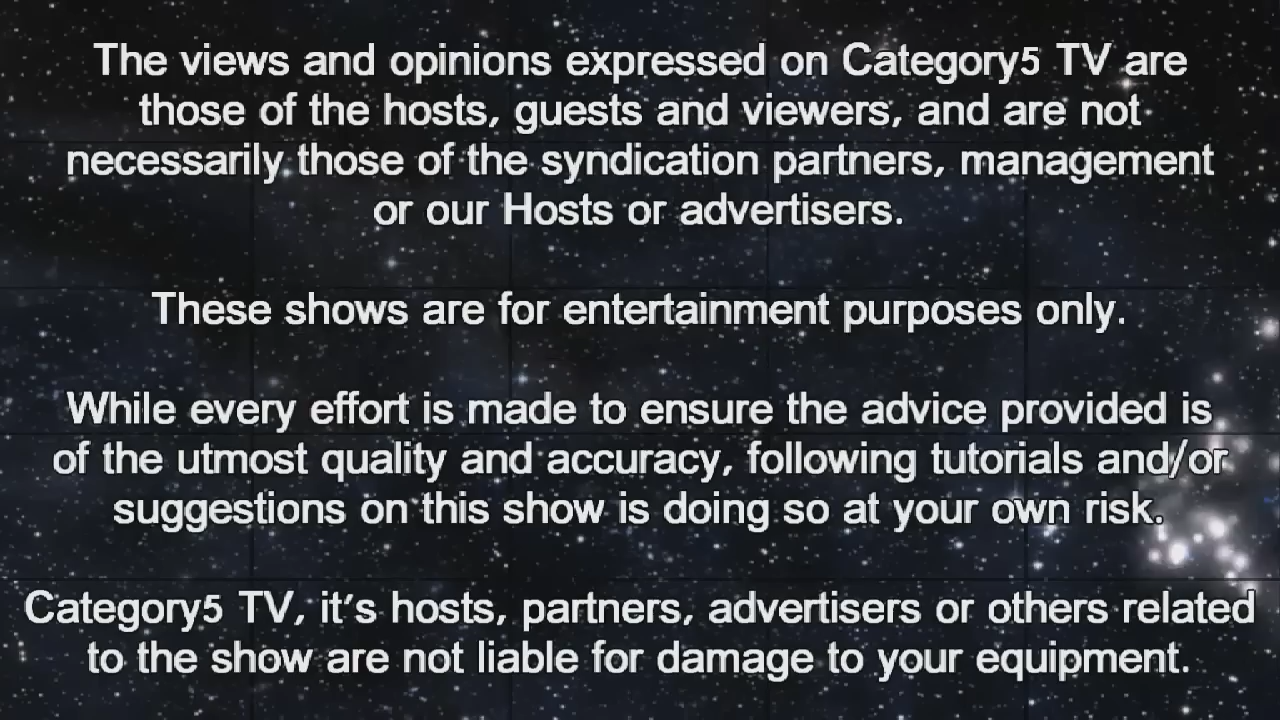 The views and opinions expressed on Category5 TV are
those of the hosts, guests and viewers, and are not
necessarily those of the syndication partners, management
or our Hosts or advertisers.
These shows are for entertainment purposes only.
While every effort is made to ensure the advice provided is
of the utmost quality and accuracy, following tutorials and/or
suggestions on this show is doing so at your own risk.
Category5 TV, it's hosts, partners, advertisers or others related
to the show are not liable for damage to your equipment.